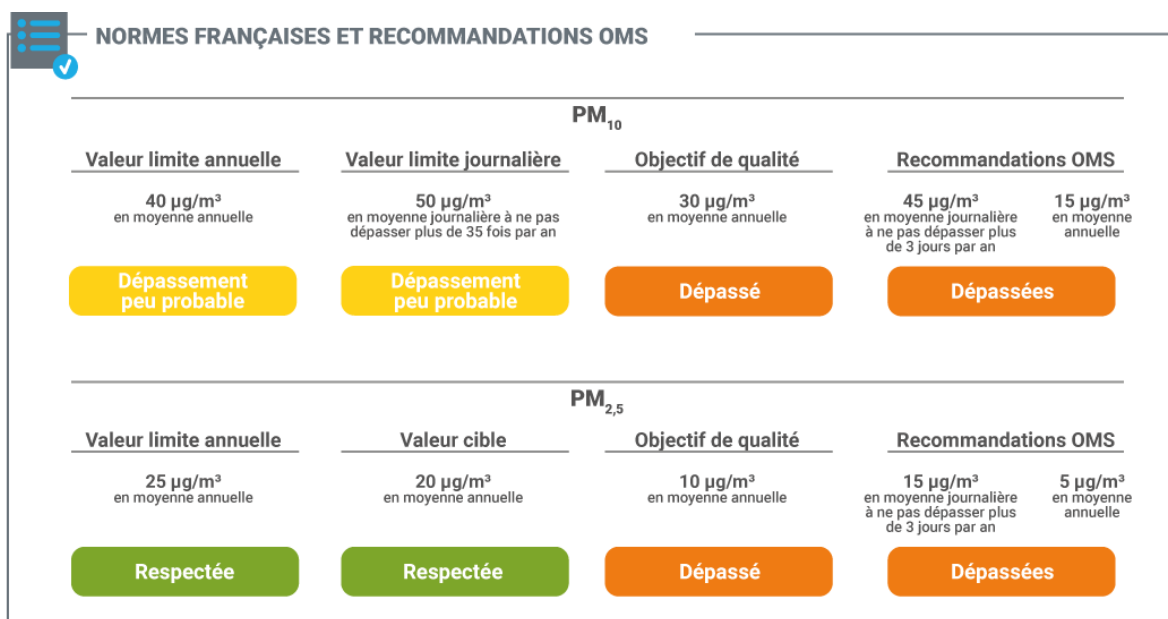 NORMES FRANÇAISES ET RECOMMANDATIONS OMS
PM10
Valeur limite annuelle
40 µg/m³
en moyenne annuelle
Dépassement
peu probable
Valeur limite journalière
50 µg/m³
en moyenne journalière à ne pas
dépasser plus de 35 fois par an
Dépassement
peu probable
Objectif de qualité
30 µg/m³
en moyenne annuelle
Dépassé
Recommandations OMS
45 µg/m³
en moyenne journalière
à ne pas dépasser plus
de 3 jours par an
15 µg/m³
en moyenne
annuelle
Dépassées
PM2,5
Valeur limite annuelle
25 µg/m³
en moyenne annuelle
Respectée
Valeur cible
20 µg/m³
en moyenne annuelle
Respectée
Objectif de qualité
10 µg/m³
en moyenne annuelle
Dépassé
Recommandations OMS
15 µg/m³
en moyenne journalière
à ne pas dépasser plus
de 3 jours par an
5 µg/m³
en moyenne
annuelle
Dépassées